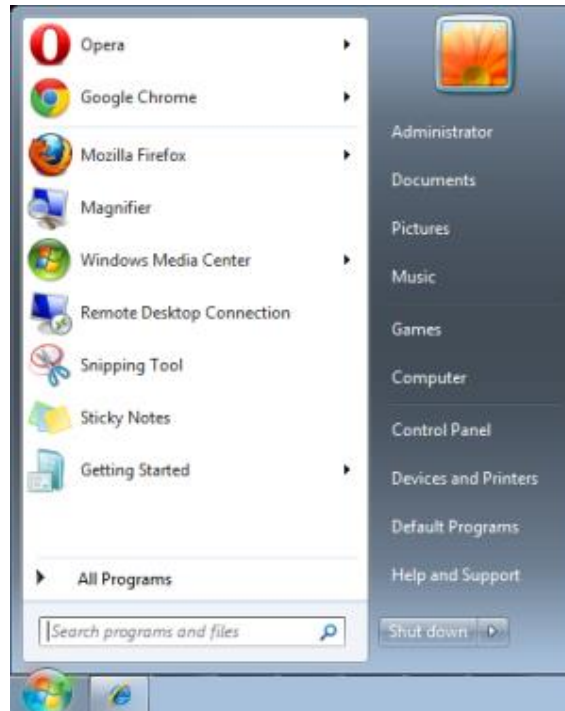 Opera
Google Chrome
Mozilla Firefox
Magnifier
Windows Media Center
Remote Desktop Connection
Snipping Tool
Sticky Notes
Getting Started
All Programs
Search programs and files
Administrator
Documents
Pictures
Music
Games
Computer
Control Panel
Devices and Printers
Default Programs
Help and Support
Shut down